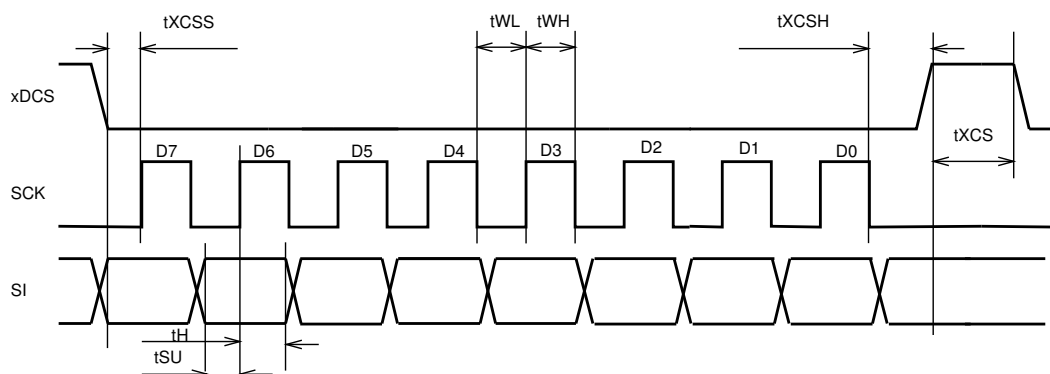 tXCSS tWL tWH tXCSH
xDCS
tXCS
D7 D6 D5 D4 D3 D2 D1 D0
SCK
SI
tH
tSU